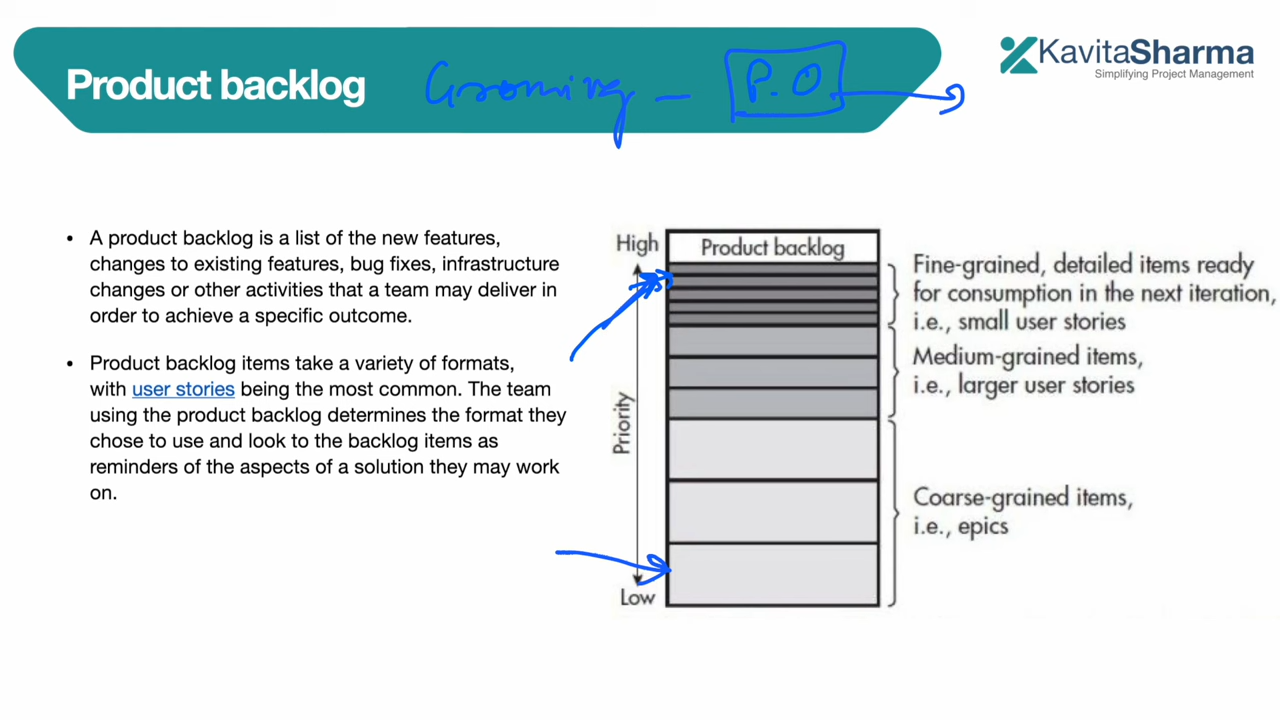 Product backlog
Groming - P.O
KavitaSharma
Simplifying Project Management
• A product backlog is a list of the new features,
changes to existing features, bug fixes, infrastructure
changes or other activities that a team may deliver in
order to achieve a specific outcome.
• Product backlog items take a variety of formats,
with user stories being the most common. The team
using the product backlog determines the format they
chose to use and look to the backlog items as
reminders of the aspects of a solution they may work
on.
High
Product backlog
Priority
Low
Fine-grained, detailed items ready
for consumption in the next iteration,
i.e., small user stories
Medium-grained items,
i.e., larger user stories
Coarse-grained items,
i.e., epics